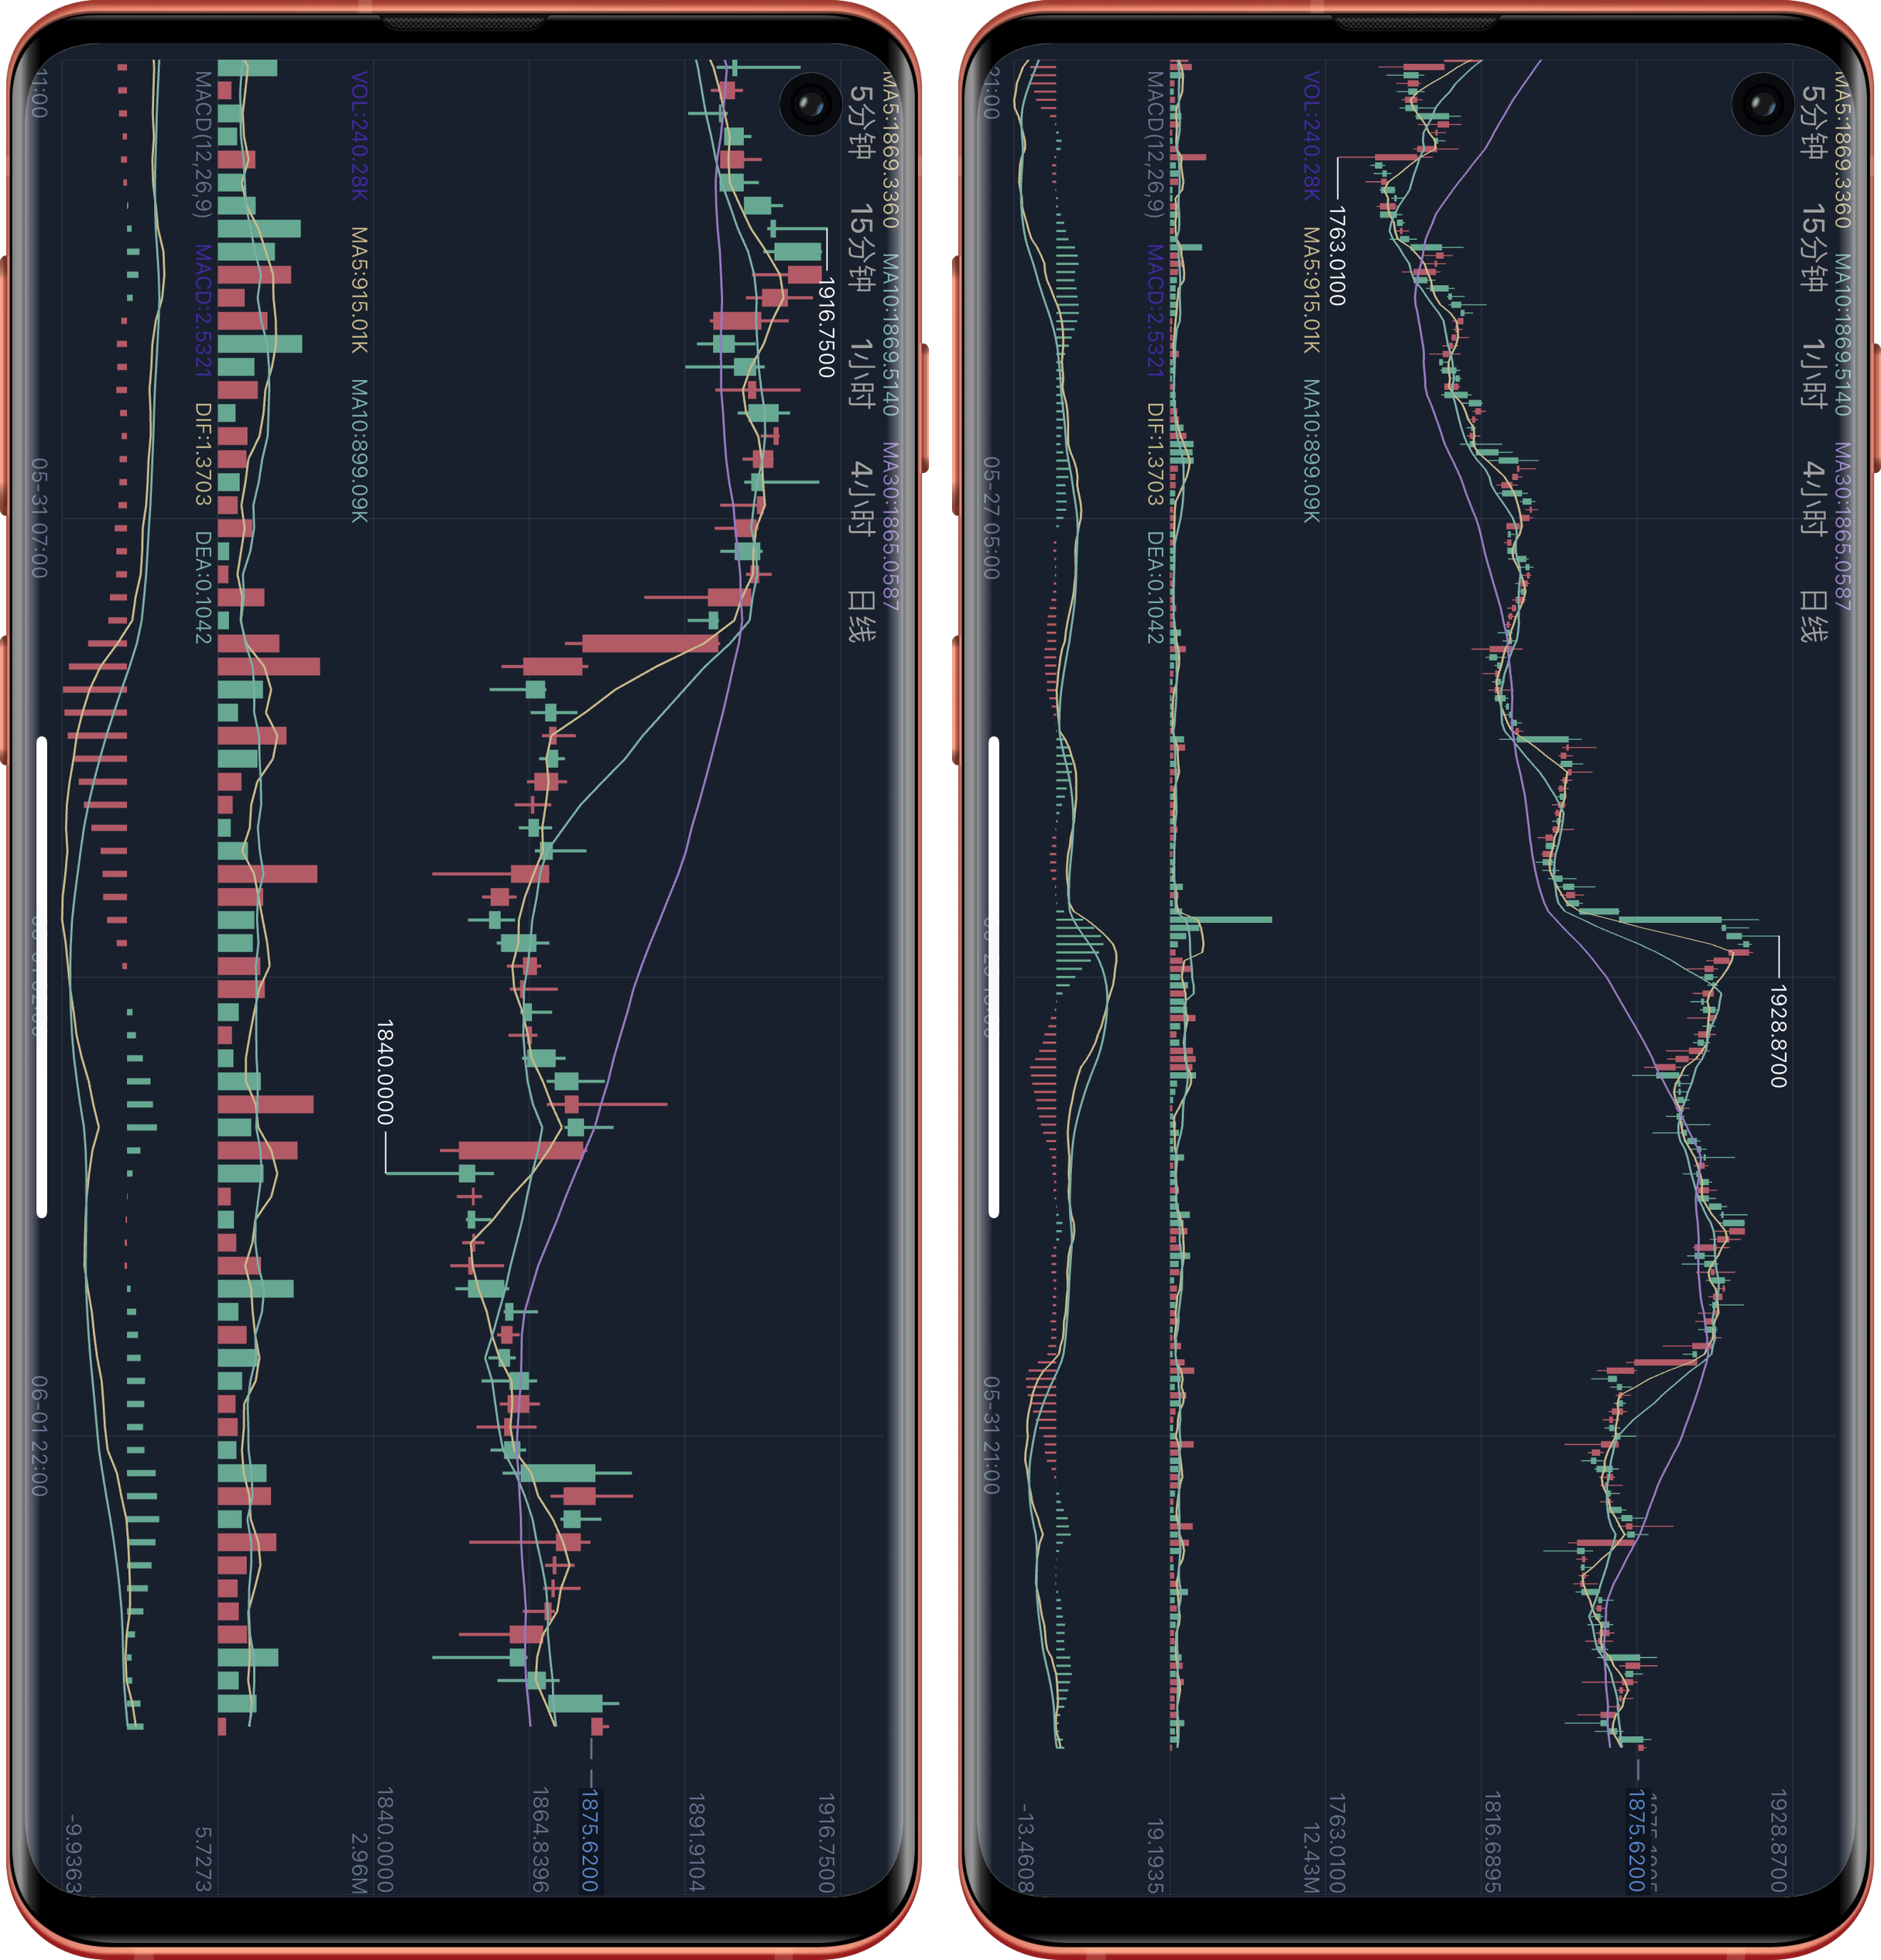 MA5:1869.3360 MA10:1869.5140 MA30:1865.0587
5分钟 15分钟 1小时 4小时 日线
1916.7500
1916.7500
1891.9104
1875.6200
1864.8396
1840.0000
1840.0000
VOL:240.28K MA5:915.01K MA10:899.09K
2.96M
MACD(12,26,9) MACD:2.5321 DIF:1.3703 DEA:0.1042
5.7273
-9.9363
11:00 05-31 07:00 06-01 22:00
MA5:1869.3360 MA10:1869.5140 MA30:1865.0587
5分钟 15分钟 1小时 4小时 日线
1928.8700
1928.8700
1875.6200
1816.6895
1763.0100
1763.0100
VOL:240.28K MA5:915.01K MA10:899.09K
12.43M
MACD(12,26,9) MACD:2.5321 DIF:1.3703 DEA:0.1042
19.1935
-13.4608
21:00 05-27 05:00 05-31 21:00